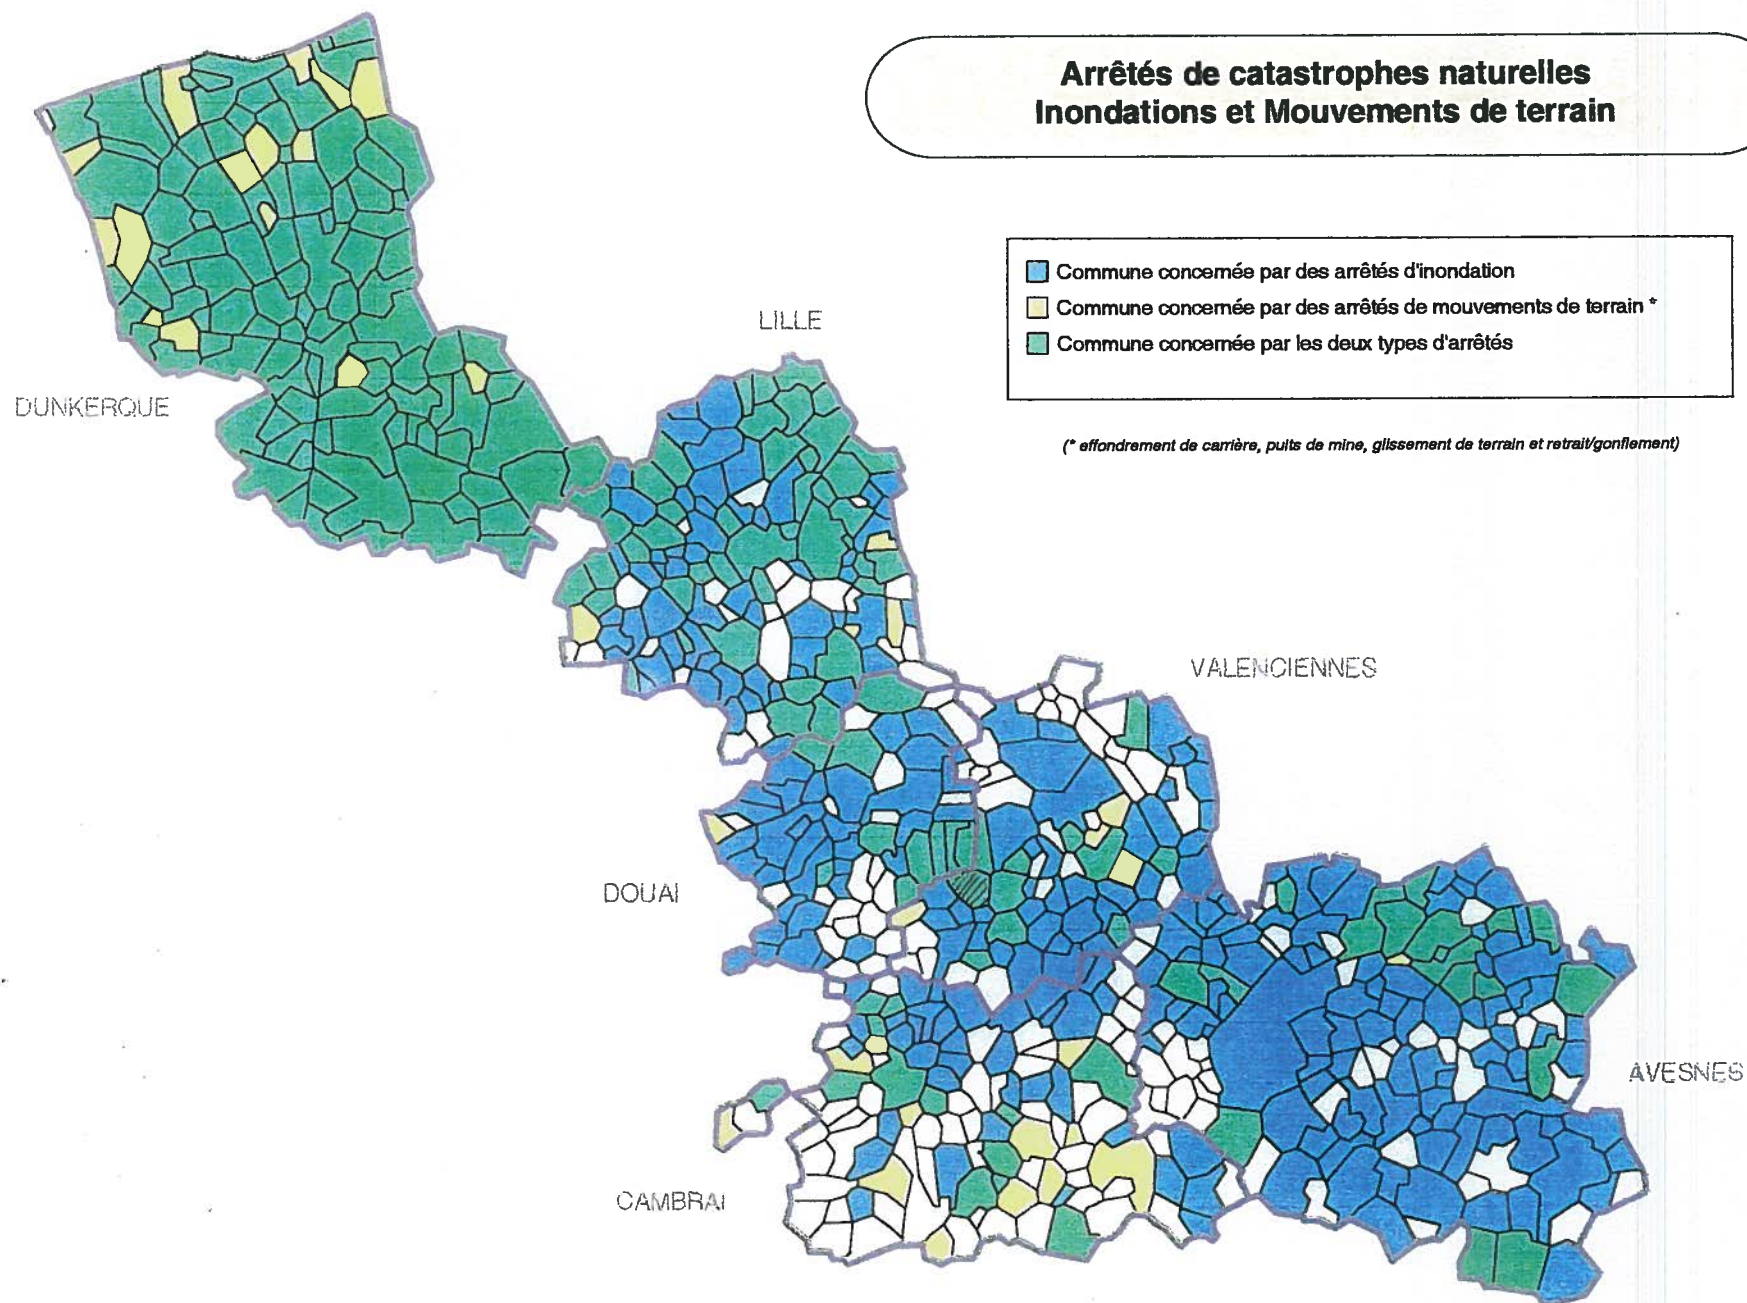 Arrêtés de catastrophes naturelles
Inondations et Mouvements de terrain
Commune concernée par des arrêtés d'inondation
Commune concernée par des arrêtés de mouvements de terrain *
Commune concernée par les deux types d'arrêtés
(* effondrement de carrière, puits de mine, glissement de terrain et retrait/gonflement)
LILLE
DUNKERQUE
VALENCIENNES
DOUAI
AVESNES
CAMBRAI